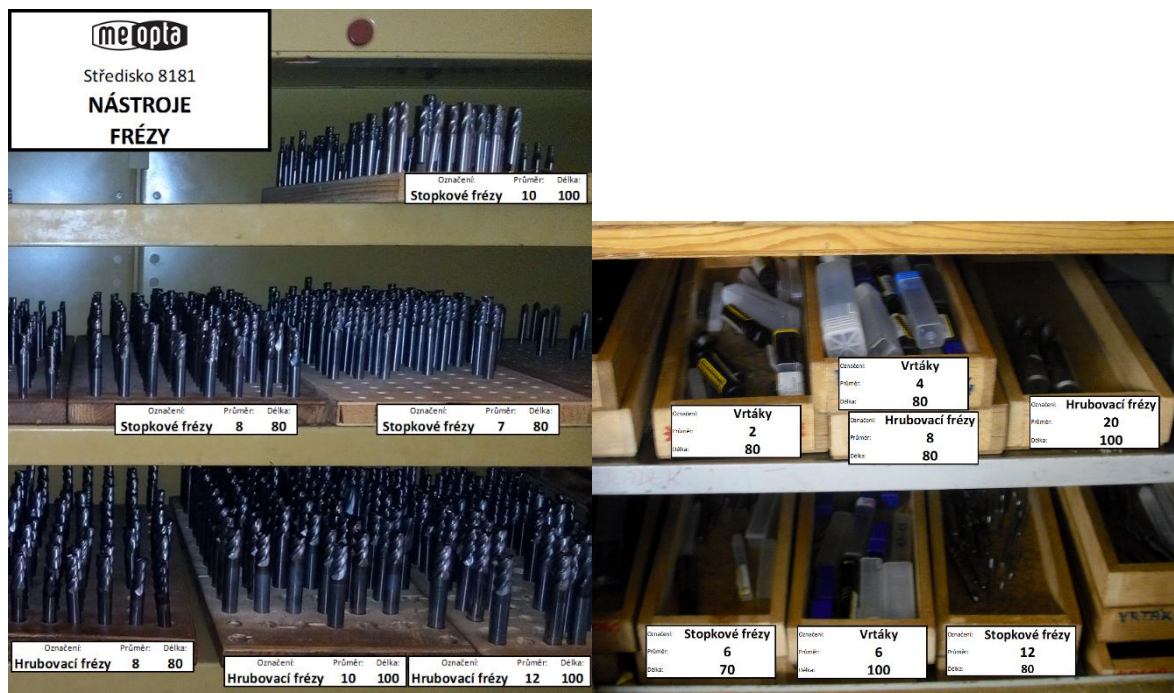 meopta
Středisko 8181
NÁSTROJE
FRÉZY
Označení: Průměr: Délka:
Stopkové frézy 10 100
Označení: Průměr: Délka:
Stopkové frézy 8 80
Označení: Průměr: Délka:
Stopkové frézy 7 80
Označení: Průměr: Délka:
Hrubovací frézy 8 80
Označení: Průměr: Délka:
Hrubovací frézy 10 100
Označení: Průměr: Délka:
Hrubovací frézy 12 100
Označení: Vrtáky
Průměr: 4
Délka: 80
Označení: Vrtáky
Průměr: 2
Délka: 80
Označení: Hrubovací frézy
Průměr: 8
Délka: 80
Označení: Hrubovací frézy
Průměr: 20
Délka: 100
Označení: Stopkové frézy
Průměr: 6
Délka: 70
Označení: Vrtáky
Průměr: 6
Délka: 100
Označení: Stopkové frézy
Průměr: 12
Délka: 80
VRTÁK